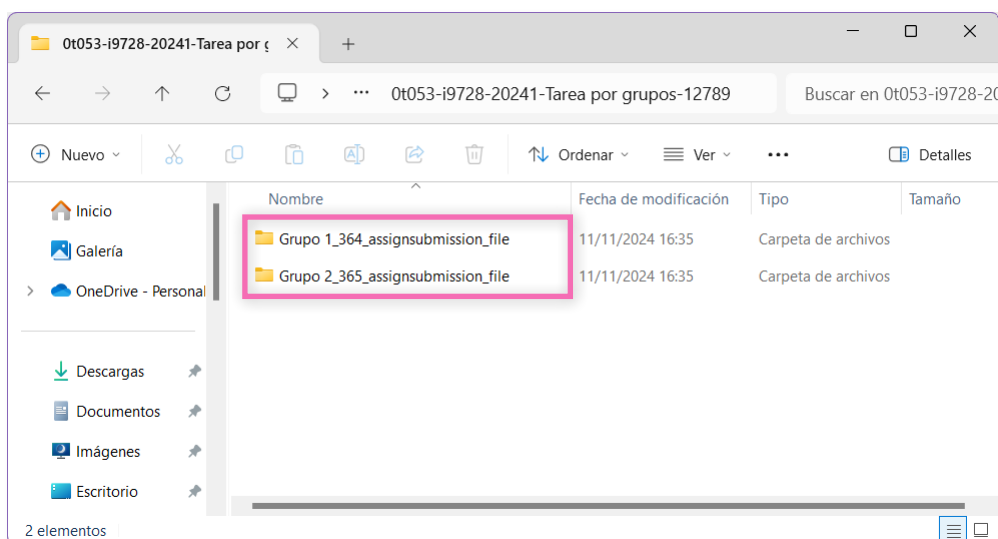 0t053-i9728-20241-Tarea por g
0t053-i9728-20241-Tarea por grupos-12789
Buscar en 0t053-i9728-20
Nuevo
Ordenar
Ver
Detalles
Nombre
Fecha de modificación
Tipo
Tamaño
Inicio
Galería
OneDrive - Personal
Grupo 1_364_assignsubmission_file 11/11/2024 16:35 Carpeta de archivos
Grupo 2_365_assignsubmission_file 11/11/2024 16:35 Carpeta de archivos
Descargas
Documentos
Imágenes
Escritorio
2 elementos